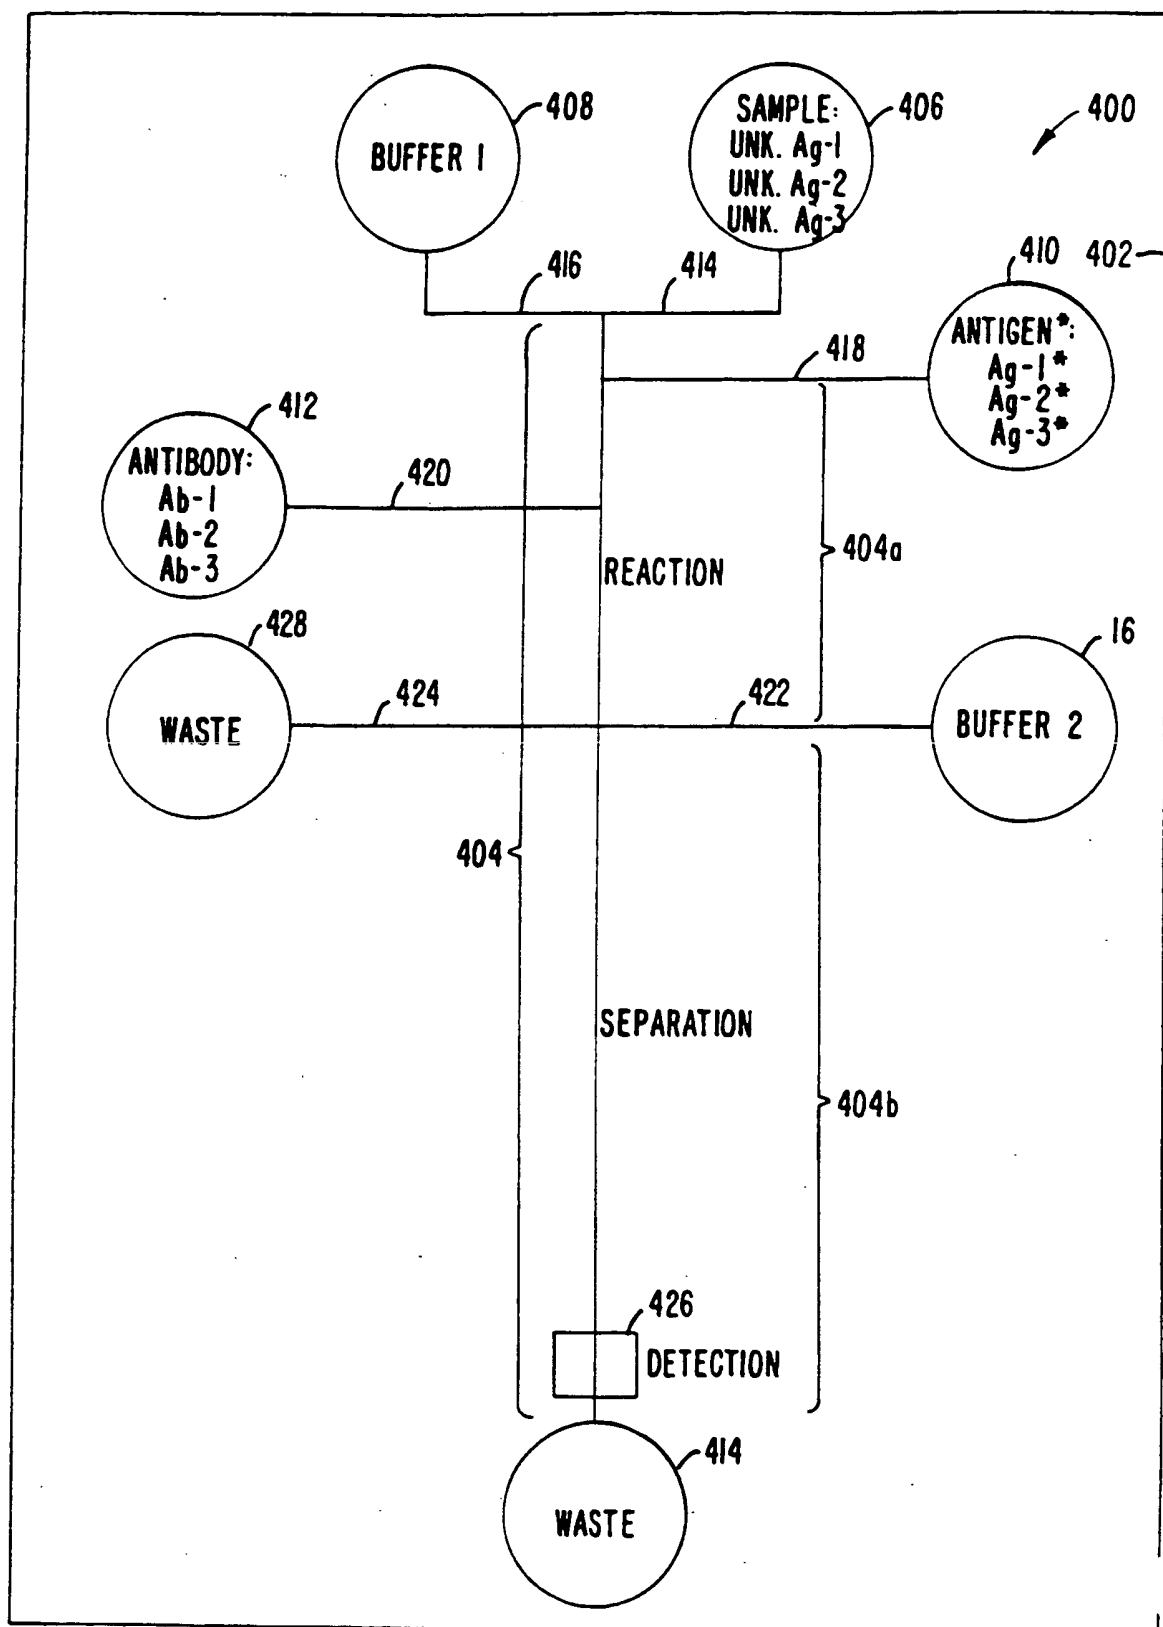 408
BUFFER 1
SAMPLE:
UNK. Ag-1
UNK. Ag-2
UNK. Ag-3
406
400
416
414
410
402
ANTIGEN*:
Ag-1*
Ag-2*
Ag-3*
418
412
ANTIBODY:
Ab-1
Ab-2
Ab-3
420
REACTION
404a
428
WASTE
424
422
16
BUFFER 2
404
SEPARATION
404b
426
DETECTION
414
WASTE